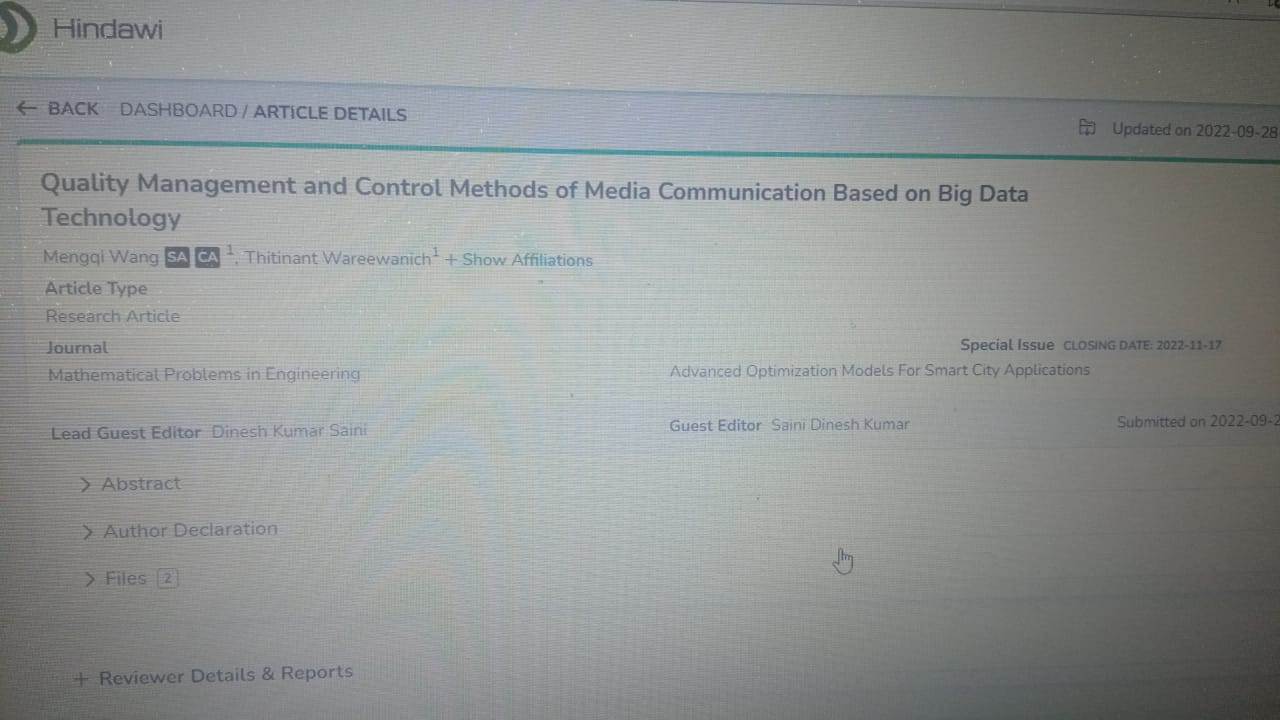 Hindawi
← BACK DASHBOARD / ARTICLE DETAILS
Updated on 2022-09-28
Quality Management and Control Methods of Media Communication Based on Big Data
Technology
Mengqi Wang SA CA 1, Thitinant Wareewanich1 + Show Affiliations
Article Type
Research Article
Journal
Special Issue CLOSING DATE: 2022-11-17
Mathematical Problems in Engineering
Advanced Optimization Models For Smart City Applications
Lead Guest Editor Dinesh Kumar Saini
Guest Editor Saini Dinesh Kumar
Submitted on 2022-09-2
> Abstract
> Author Declaration
> Files 2
+ Reviewer Details & Reports